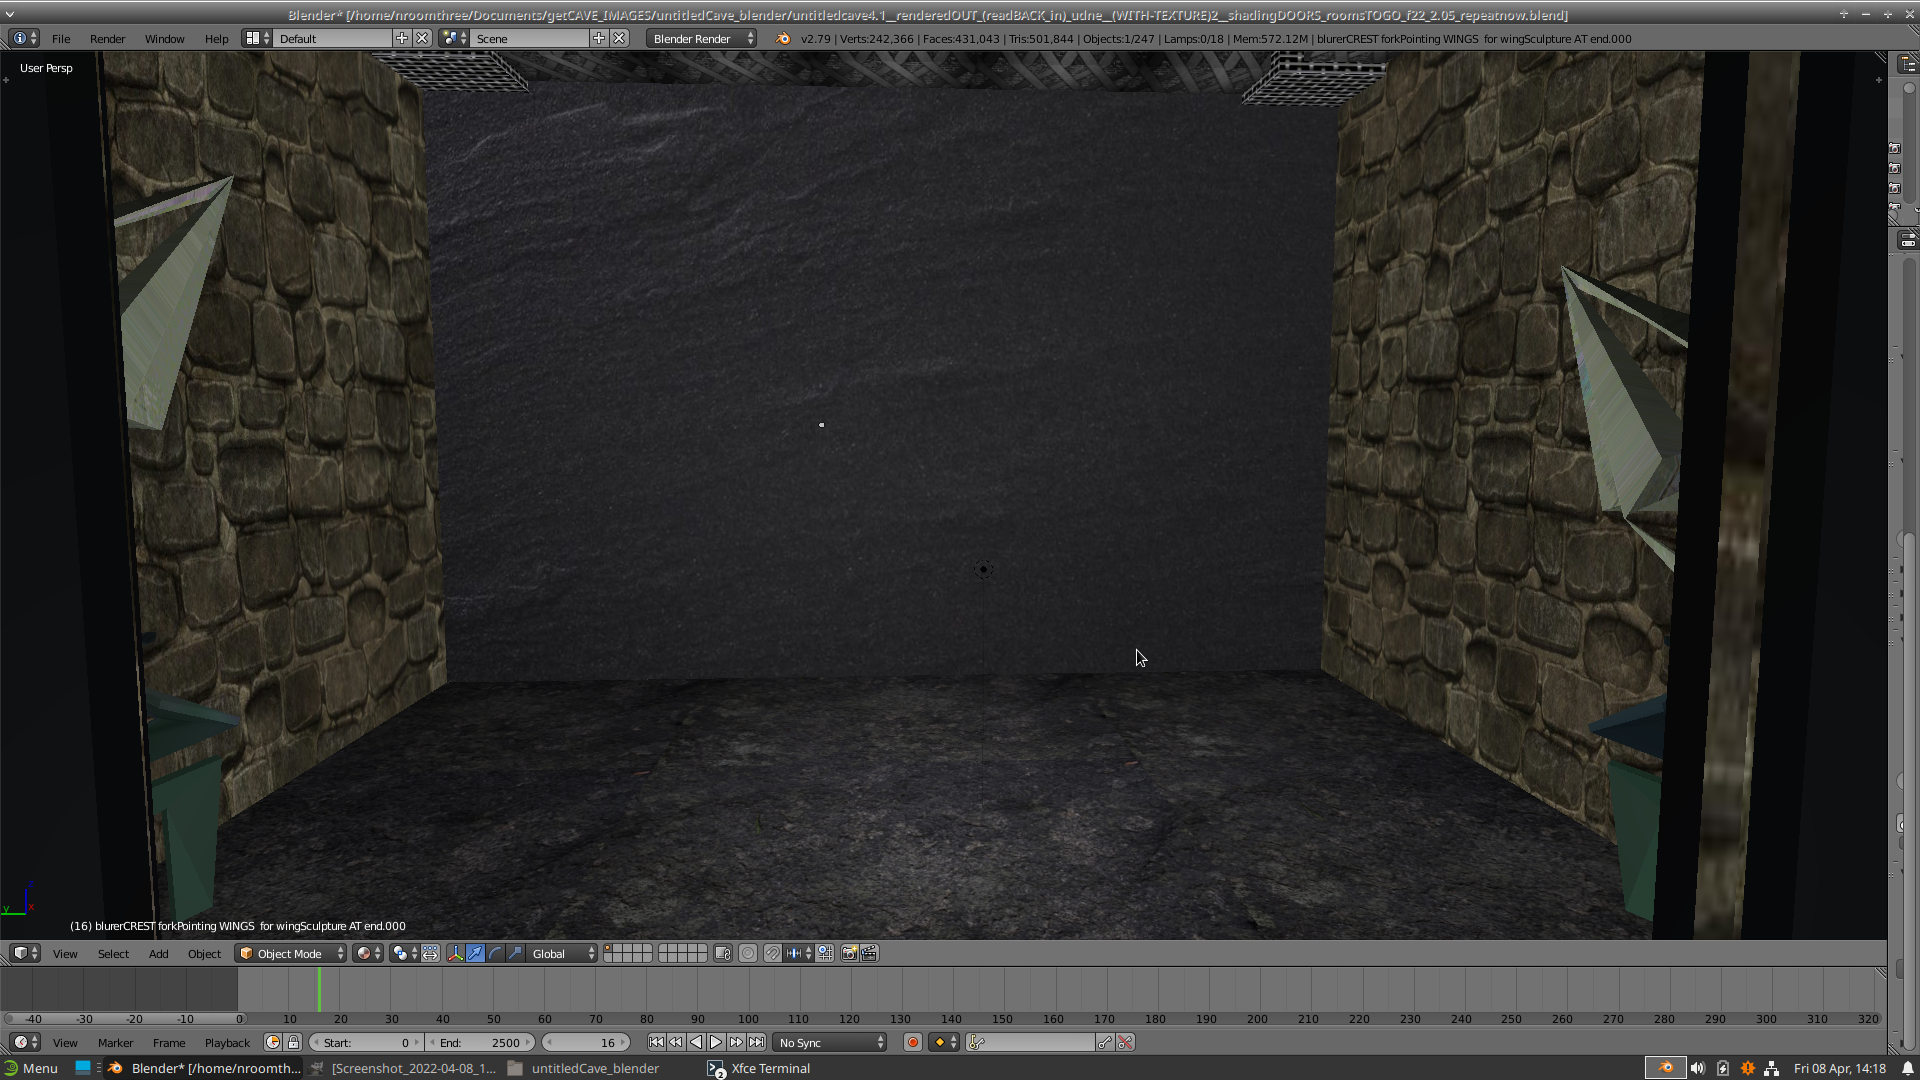 Blender* [/home/nroomthree/Documents/getCAVE_IMAGES/untitledCave_blender/untitledcave4.1__renderedOUT_(readBACK_in)_udne__(WITH-TEXTURE)2__shadingDOORS_roomsTOGO_f22_2.05_repeatnow.blend]
File Render Window Help Default Scene Blender Render v2.79 | Verts:242,366 | Faces:431,043 | Tris:501,844 | Objects:1/247 | Lamps:0/18 | Mem:572.12M | blurerCREST forkPointing WINGS for wingSculpture AT end.000
User Persp
z
y x
(16) blurerCREST forkPointing WINGS for wingSculpture AT end.000
View Select Add Object Object Mode Global
-40 -30 -20 -10 0 10 20 30 40 50 60 70 80 90 100 110 120 130 140 150 160 170 180 190 200 210 220 230 240 250 260 270 280 290 300 310 320
View Marker Frame Playback Start: 0 End: 2500 16 No Sync
Menu Blender* [/home/nroomth... [Screenshot_2022-04-08_1... untitledCave_blender 2 Xfce Terminal Fri 08 Apr, 14:18